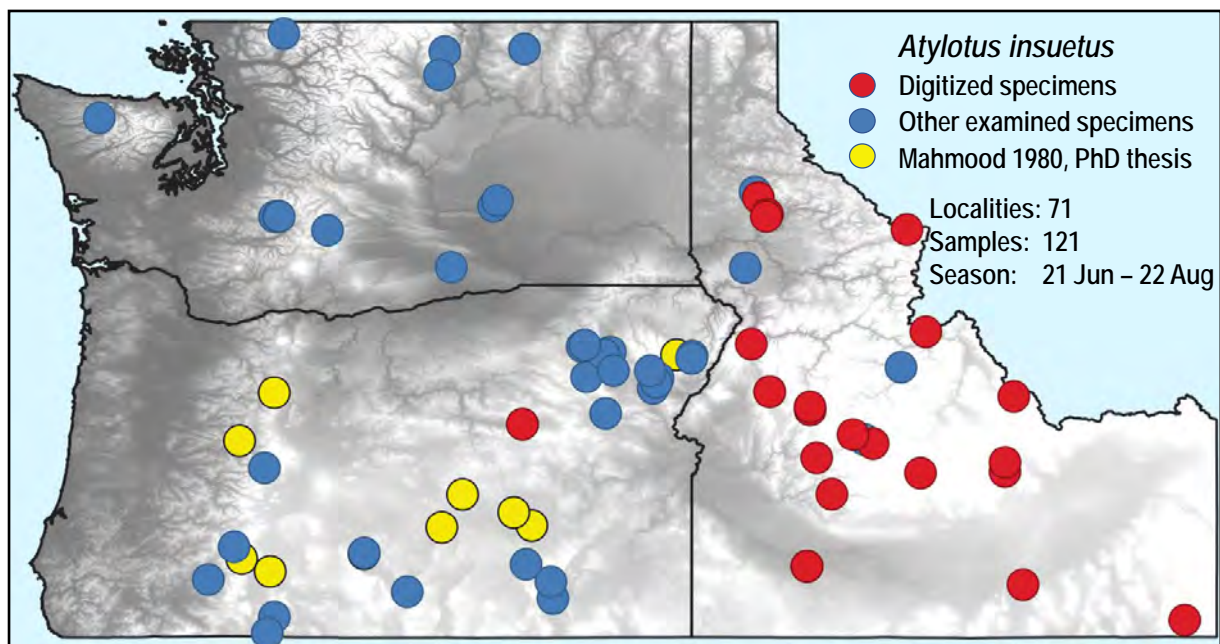 Atylotus insuetus
Digitized specimens
Other examined specimens
Mahmood 1980, PhD thesis
Localities: 71
Samples: 121
Season: 21 Jun – 22 Aug